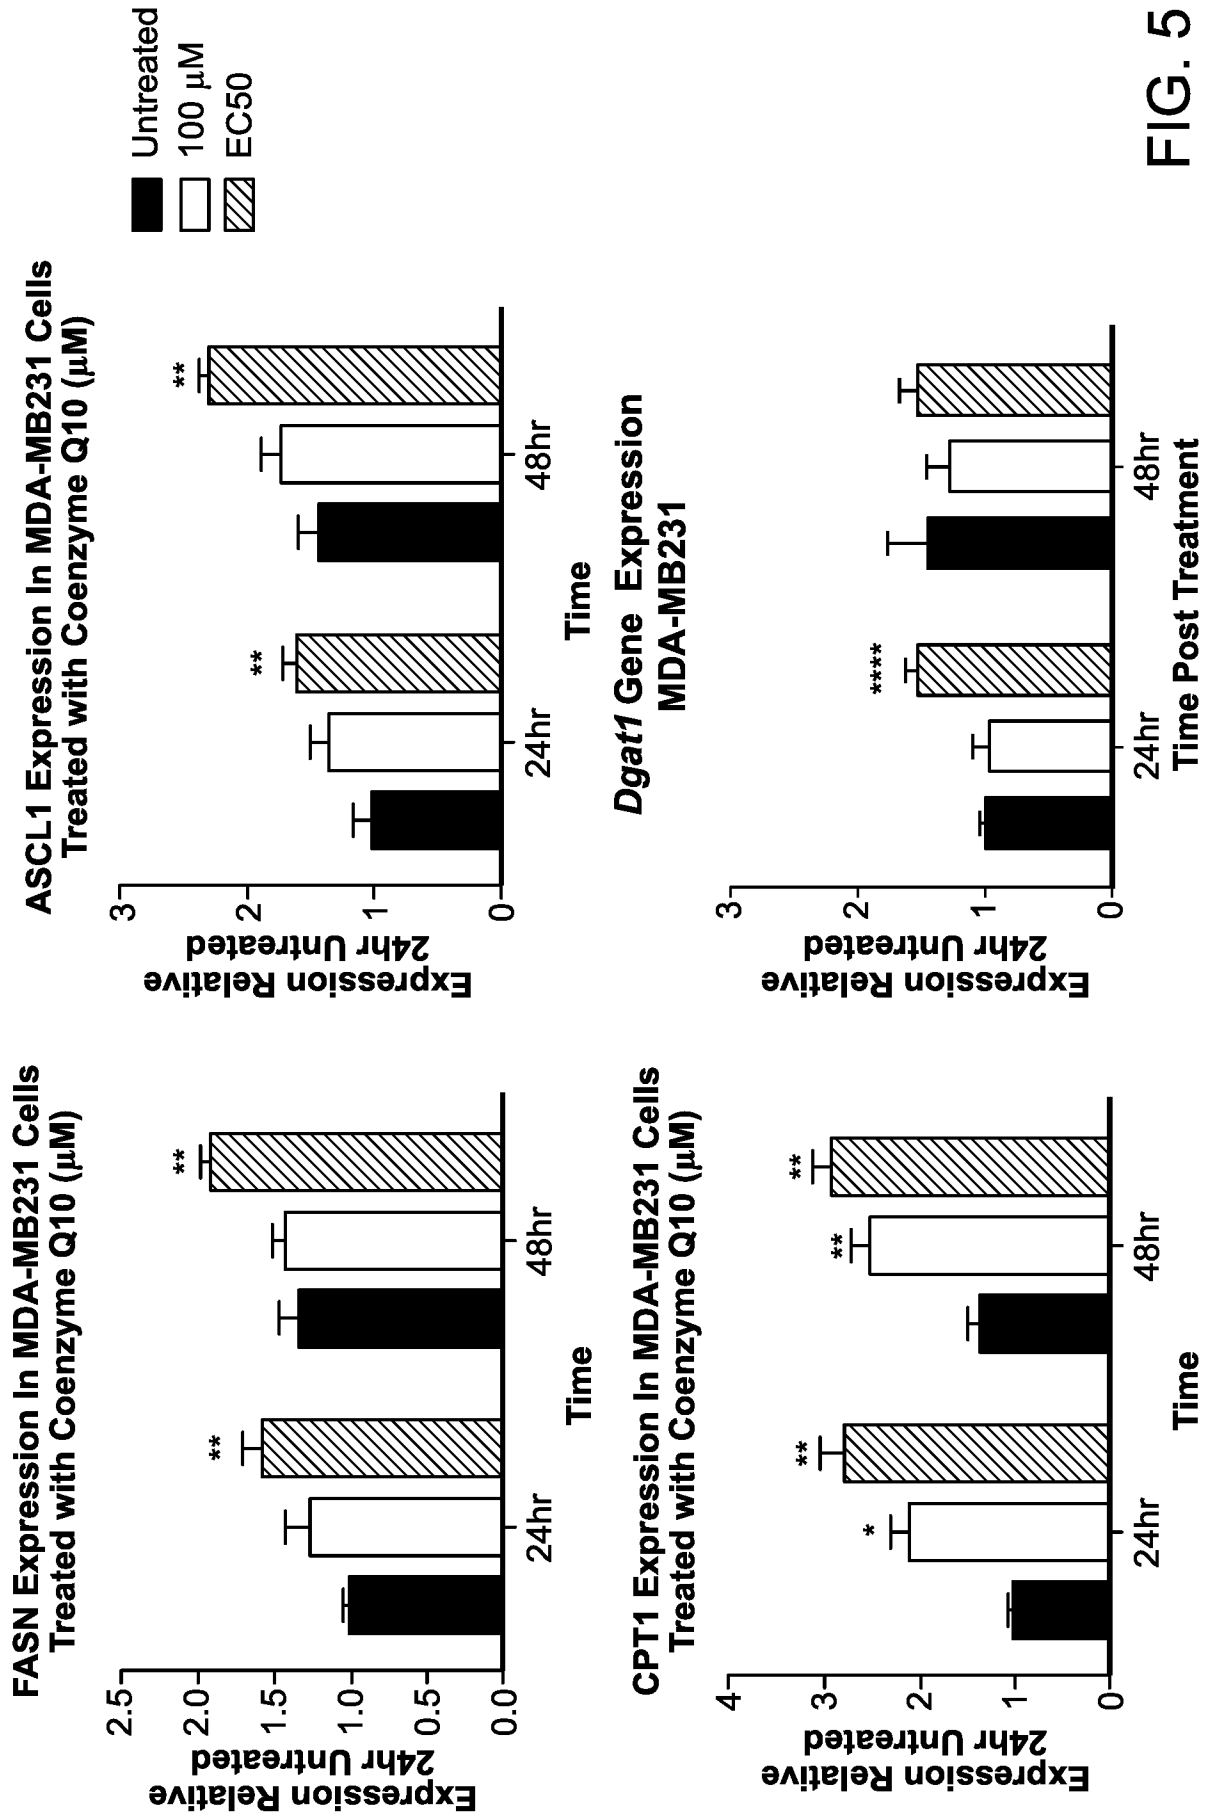 FASN Expression In MDA-MB231 Cells
Treated with Coenzyme Q10 (µM)
Expression Relative
24hr Untreated
2.5
2.0
1.5
1.0
0.5
0.0
**
**
24hr
48hr
Time
ASCL1 Expression In MDA-MB231 Cells
Treated with Coenzyme Q10 (µM)
Expression Relative
24hr Untreated
3
2
1
0
**
**
24hr
48hr
Time
Untreated
100 µM
EC50
CPT1 Expression In MDA-MB231 Cells
Treated with Coenzyme Q10 (µM)
Expression Relative
24hr Untreated
4
3
2
1
0
*
**
**
**
24hr
48hr
Time
Dgat1 Gene Expression
MDA-MB231
Expression Relative
24hr Untreated
3
2
1
0
****
24hr
48hr
Time Post Treatment
FIG. 5